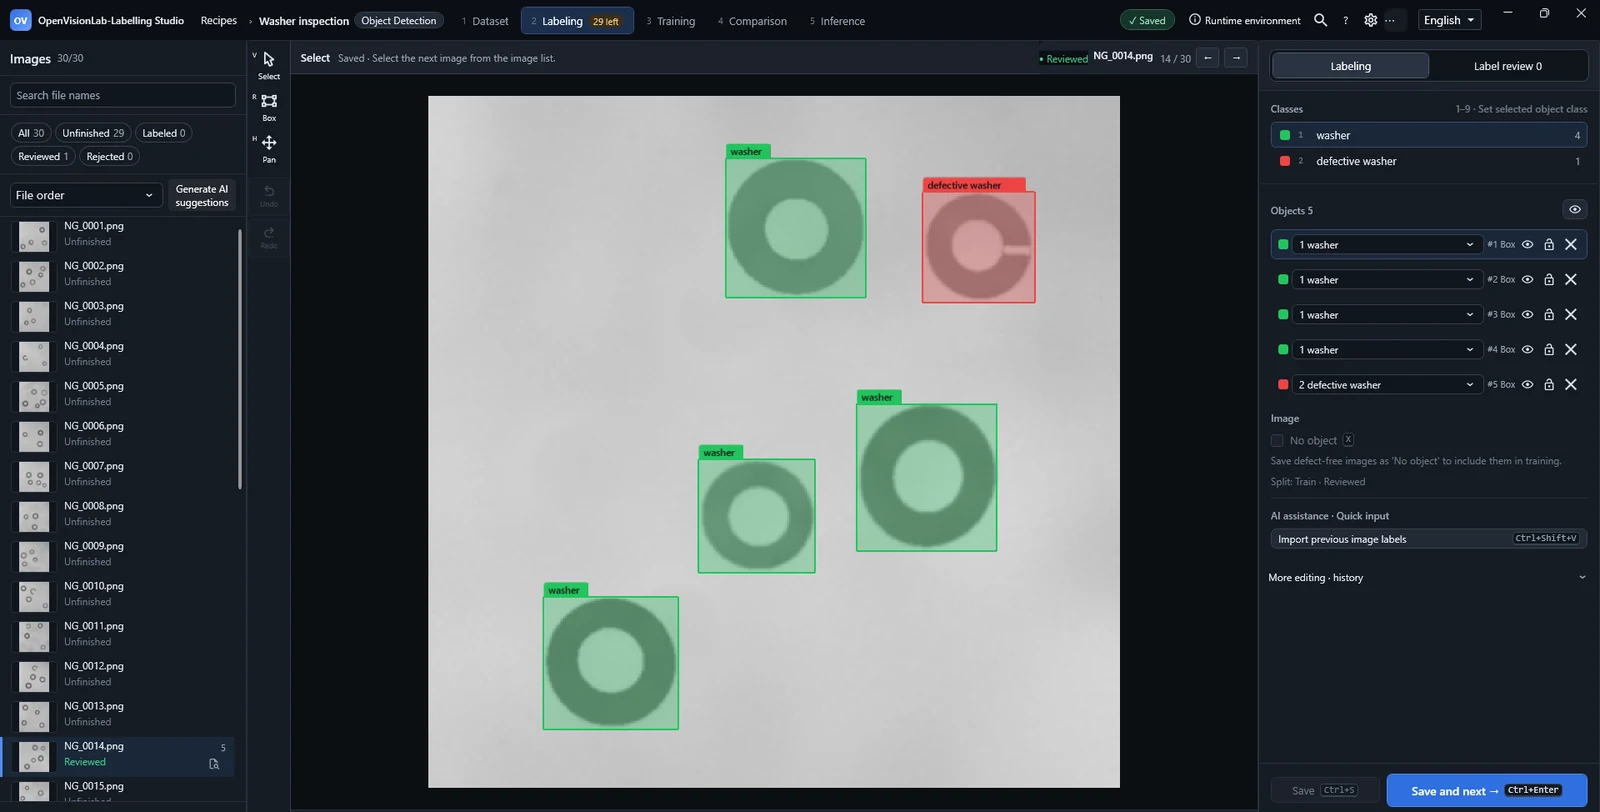 OV OpenVisionLab-Labelling Studio Recipes › Washer inspection Object Detection 1 Dataset 2 Labeling 29 left 3 Training 4 Comparison 5 Inference ✓ Saved Runtime environment ? ... English
Images 30/30
Search file names
All 30 Unfinished 29 Labeled 0
Reviewed 1 Rejected 0
File order Generate AI suggestions
NG_0001.png
Unfinished
NG_0002.png
Unfinished
NG_0003.png
Unfinished
NG_0004.png
Unfinished
NG_0005.png
Unfinished
NG_0006.png
Unfinished
NG_0007.png
Unfinished
NG_0008.png
Unfinished
NG_0009.png
Unfinished
NG_0010.png
Unfinished
NG_0011.png
Unfinished
NG_0012.png
Unfinished
NG_0013.png
Unfinished
NG_0014.png 5
Reviewed
NG_0015.png
Unfinished
V
Select
R
Box
H
Pan
Undo
Redo
Select Saved · Select the next image from the image list. • Reviewed NG_0014.png 14 / 30 ← →
washer
defective washer
washer
washer
washer
Labeling Label review 0
Classes 1–9 · Set selected object class
1 washer 4
2 defective washer 1
Objects 5
1 washer #1 Box
1 washer #2 Box
1 washer #3 Box
1 washer #4 Box
2 defective washer #5 Box
Image
No object X
Save defect-free images as 'No object' to include them in training.
Split: Train · Reviewed
AI assistance · Quick input
Import previous image labels Ctrl+Shift+V
More editing · history
Save Ctrl+S Save and next → Ctrl+Enter